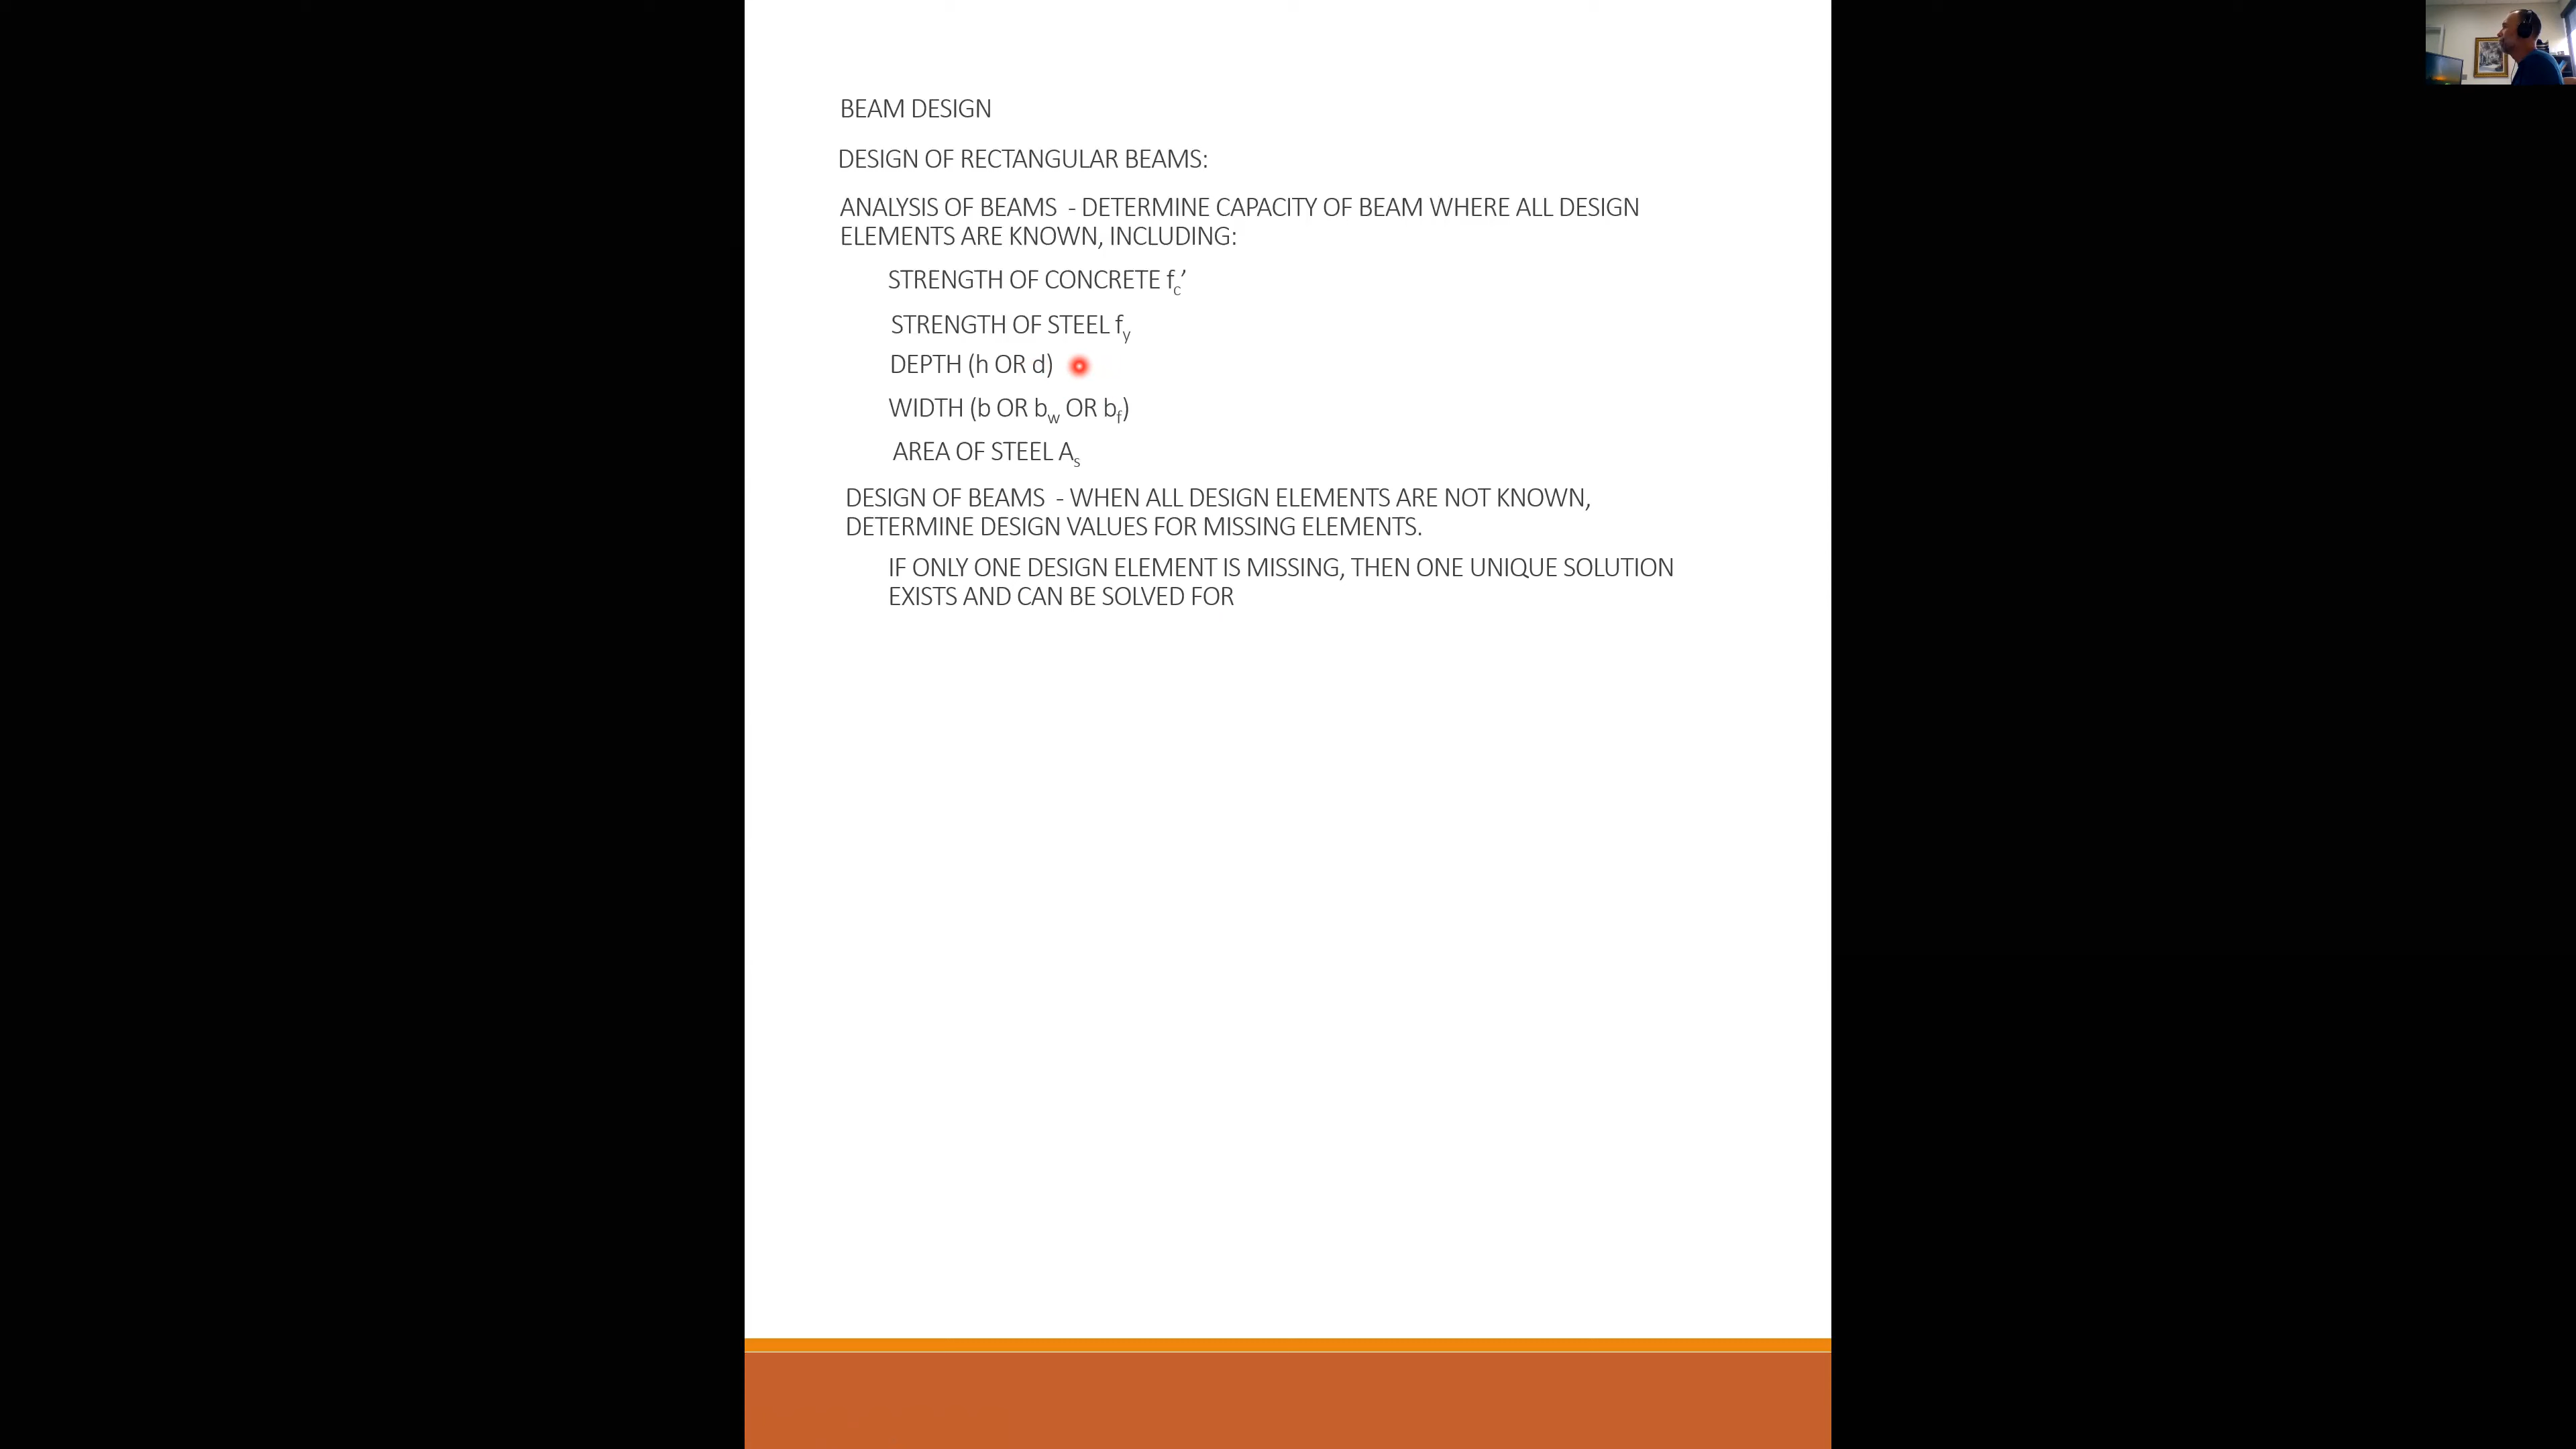 BEAM DESIGN
DESIGN OF RECTANGULAR BEAMS:
ANALYSIS OF BEAMS  - DETERMINE CAPACITY OF BEAM WHERE ALL DESIGN
ELEMENTS ARE KNOWN, INCLUDING:
STRENGTH OF CONCRETE fc’
STRENGTH OF STEEL fy
DEPTH (h OR d)
WIDTH (b OR bw OR bf)
AREA OF STEEL As
DESIGN OF BEAMS  - WHEN ALL DESIGN ELEMENTS ARE NOT KNOWN,
DETERMINE DESIGN VALUES FOR MISSING ELEMENTS.
IF ONLY ONE DESIGN ELEMENT IS MISSING, THEN ONE UNIQUE SOLUTION
EXISTS AND CAN BE SOLVED FOR